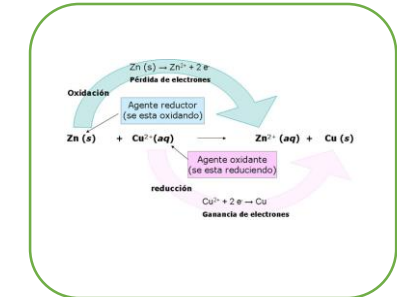 Zn (s) → Zn²⁺ + 2 e⁻
Pérdida de electrones
Oxidación
Agente reductor
(se esta oxidando)
Zn (s) + Cu²⁺(aq) → Zn²⁺ (aq) + Cu (s)
Agente oxidante
(se esta reduciendo)
reducción
Cu²⁺ + 2 e⁻ → Cu
Ganancia de electrones